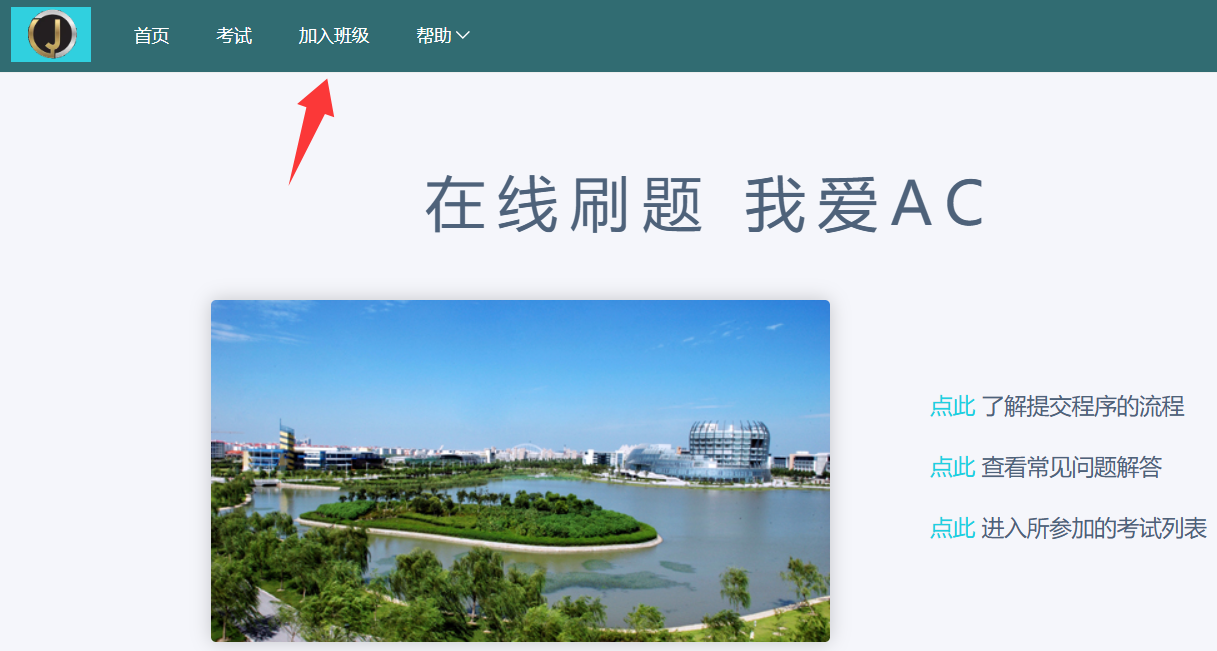 J 首页 考试 加入班级 帮助
在线刷题 我爱AC
点此 了解提交程序的流程
点此 查看常见问题解答
点此 进入所参加的考试列表